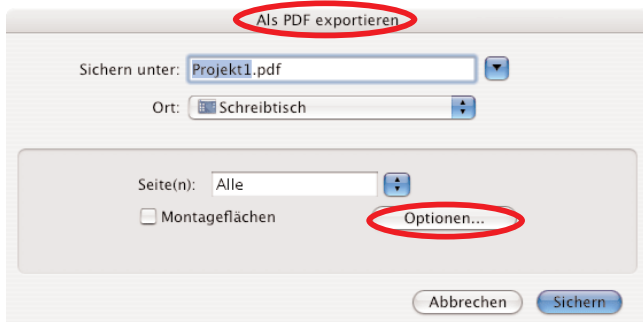 Als PDF exportieren
Sichern unter: Projekt1.pdf
Ort: Schreibtisch
Seite(n): Alle
Montageflächen Optionen...
Abbrechen Sichern